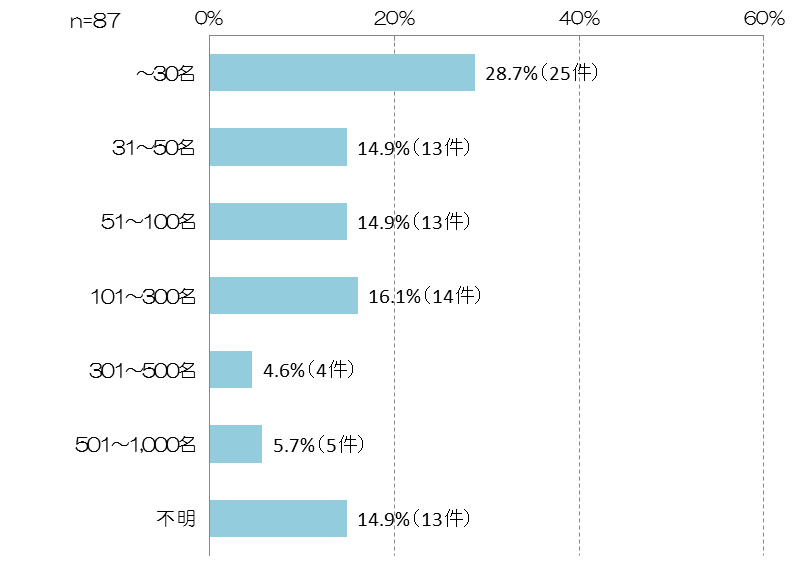 n=87
0% 20% 40% 60%
~30名 28.7%(25件)
31~50名 14.9%(13件)
51~100名 14.9%(13件)
101~300名 16.1%(14件)
301~500名 4.6%(4件)
501~1,000名 5.7%(5件)
不明 14.9%(13件)